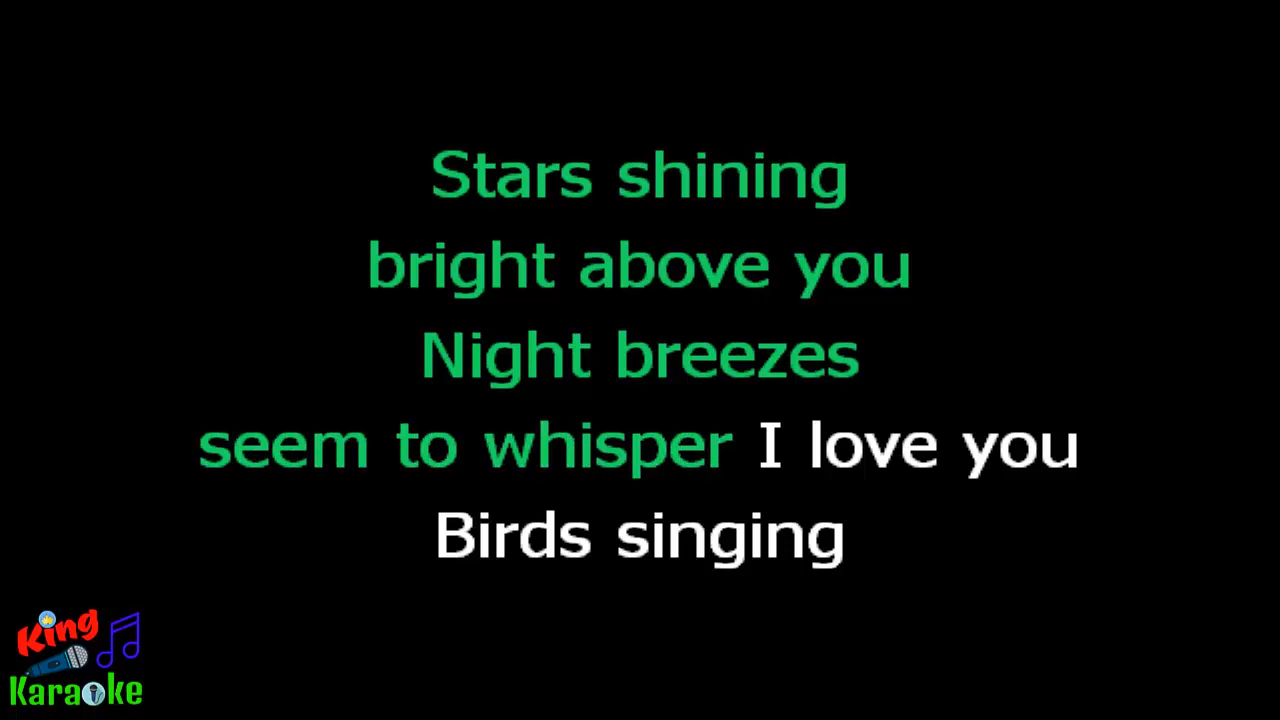 Stars shining
bright above you
Night breezes
seem to whisper I love you
Birds singing
King
Karaoke